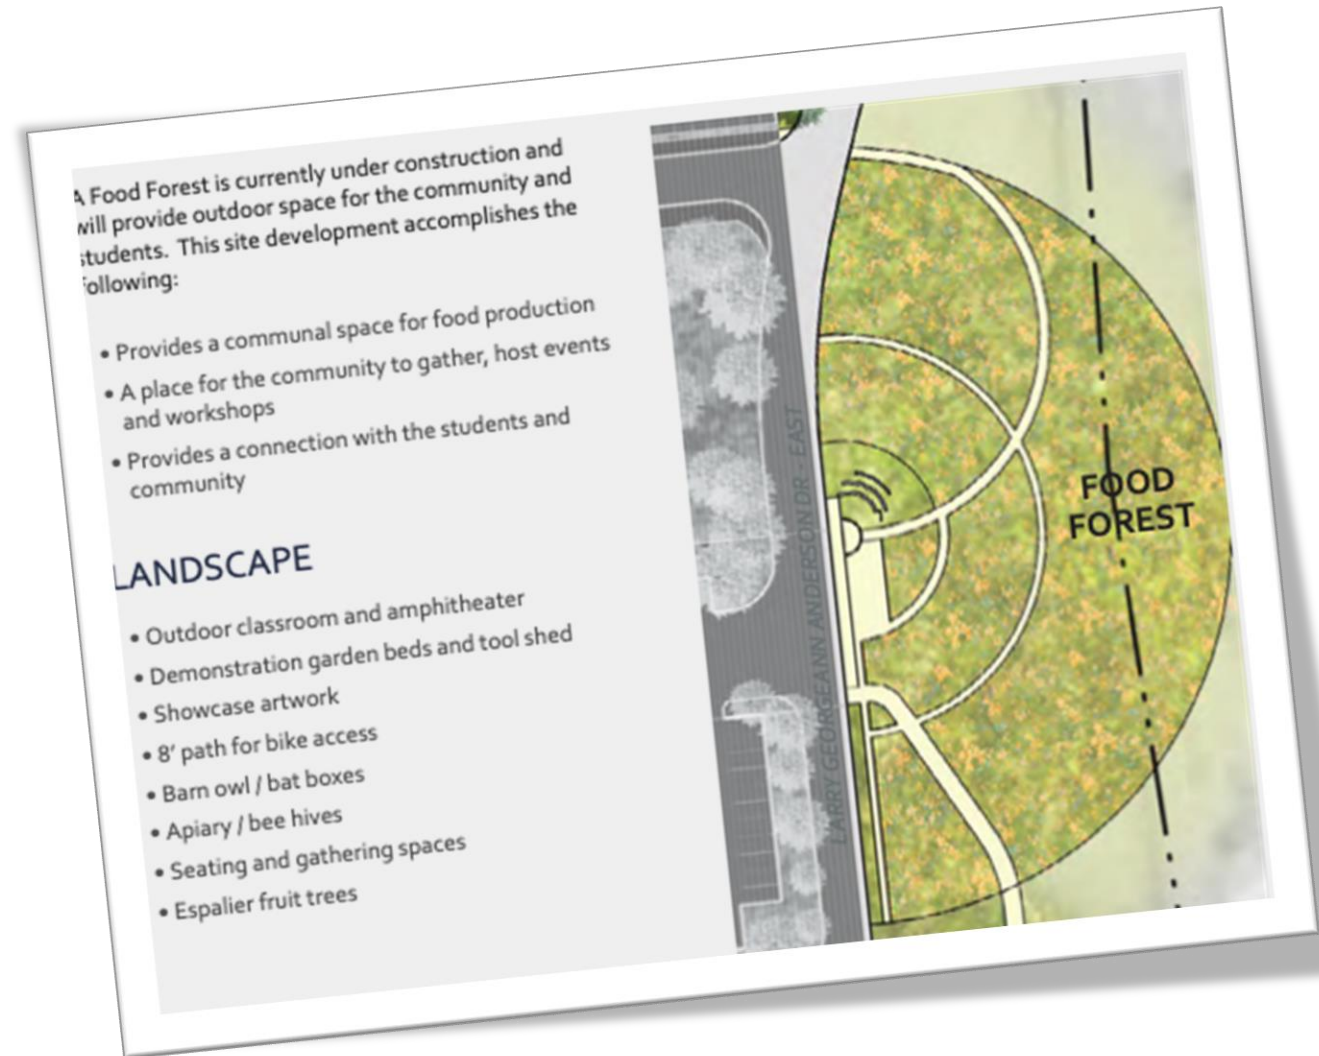 A Food Forest is currently under construction and
will provide outdoor space for the community and
students. This site development accomplishes the
following:
• Provides a communal space for food production
• A place for the community to gather, host events
and workshops
• Provides a connection with the students and
community
LANDSCAPE
• Outdoor classroom and amphitheater
• Demonstration garden beds and tool shed
• Showcase artwork
• 8’ path for bike access
• Barn owl / bat boxes
• Apiary / bee hives
• Seating and gathering spaces
• Espalier fruit trees
LARRY GEORGEANN ANDERSON DR - EAST
FOOD
FOREST